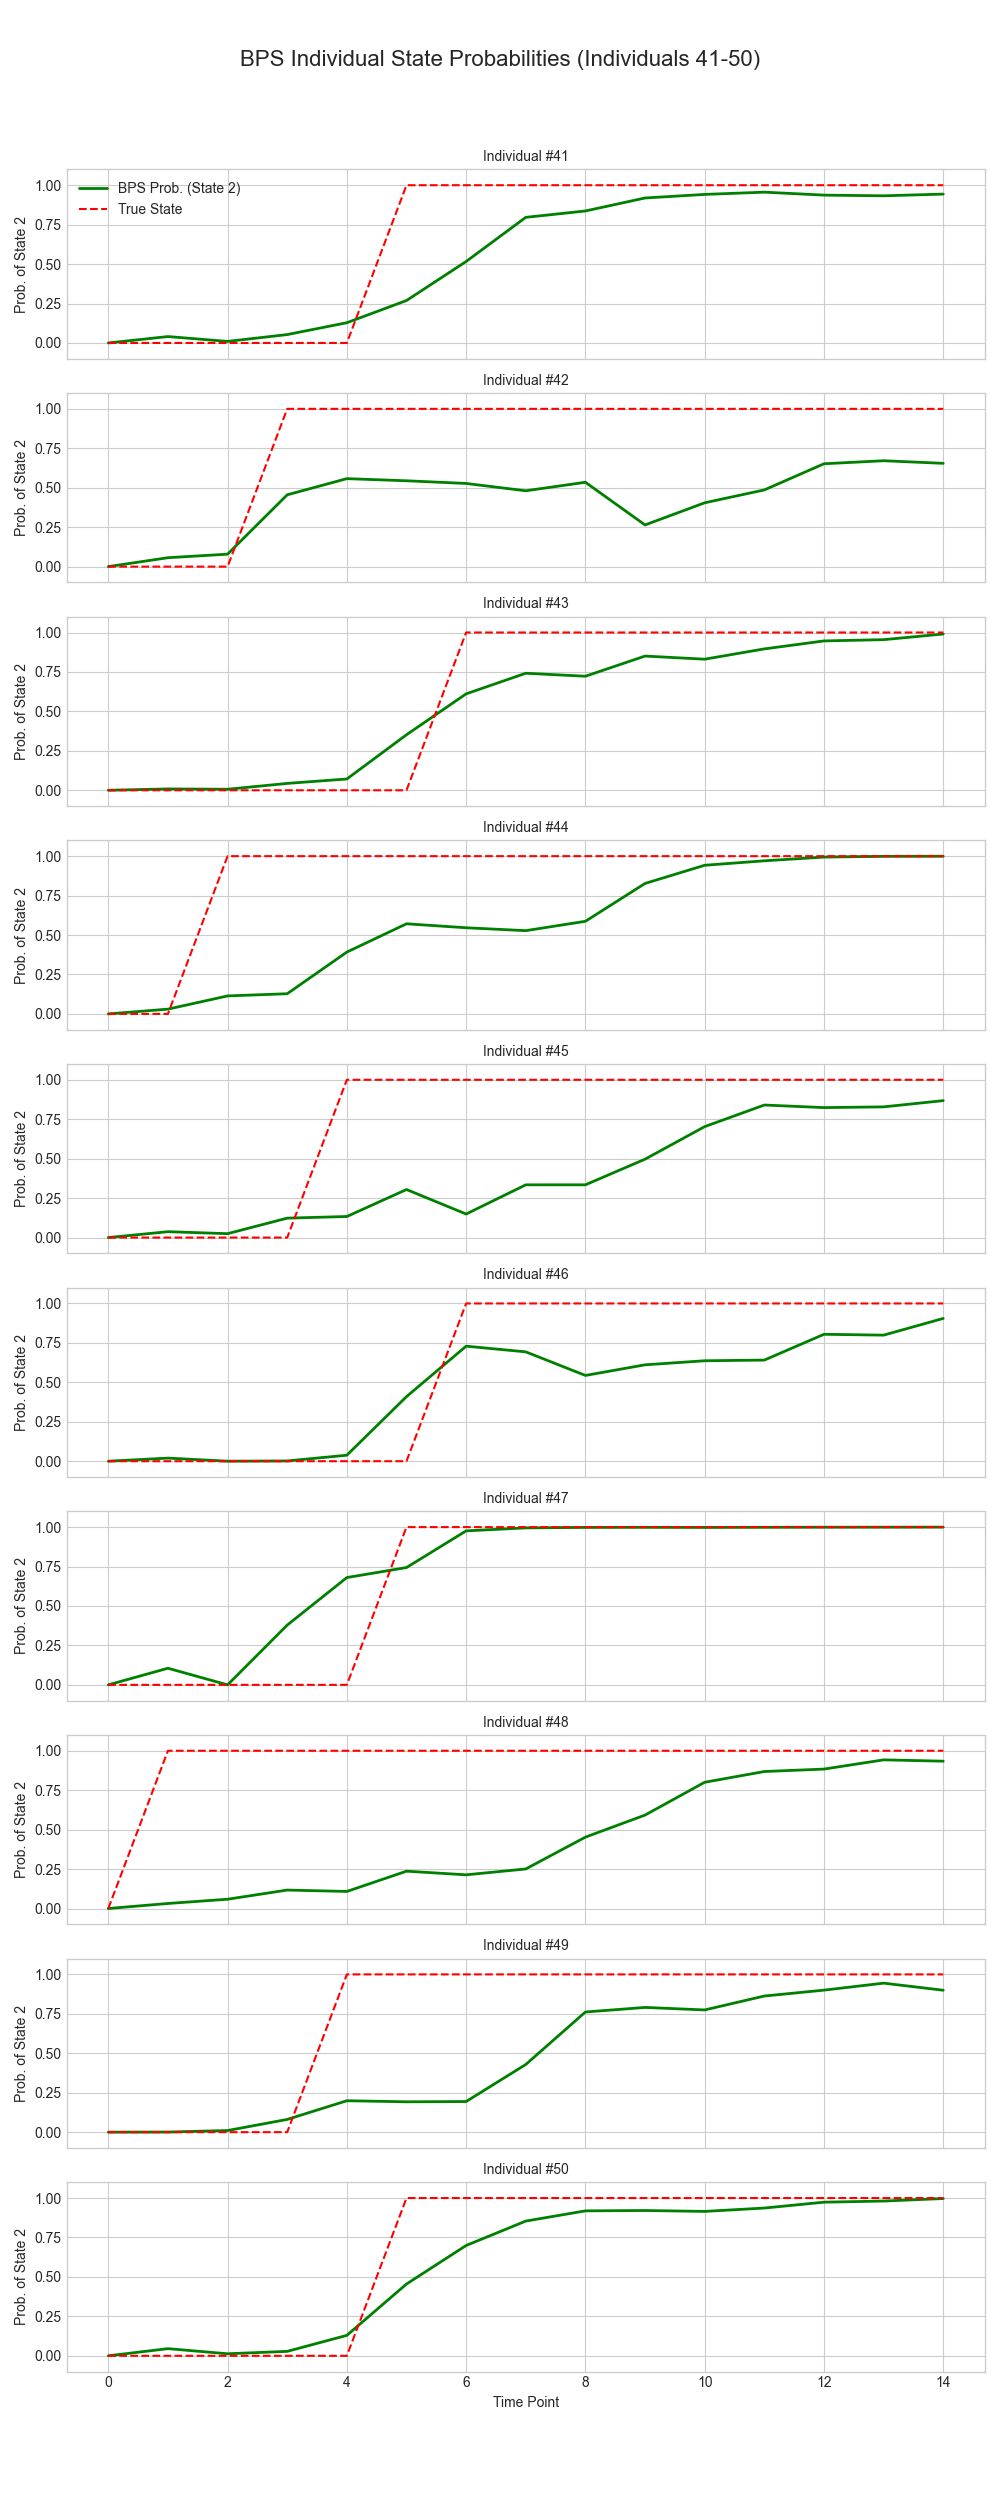 BPS Individual State Probabilities (Individuals 41-50)
Individual #41
1.00
0.75
0.50
0.25
0.00
Prob. of State 2
BPS Prob. (State 2)
True State
Individual #42
1.00
0.75
0.50
0.25
0.00
Prob. of State 2
Individual #43
1.00
0.75
0.50
0.25
0.00
Prob. of State 2
Individual #44
1.00
0.75
0.50
0.25
0.00
Prob. of State 2
Individual #45
1.00
0.75
0.50
0.25
0.00
Prob. of State 2
Individual #46
1.00
0.75
0.50
0.25
0.00
Prob. of State 2
Individual #47
1.00
0.75
0.50
0.25
0.00
Prob. of State 2
Individual #48
1.00
0.75
0.50
0.25
0.00
Prob. of State 2
Individual #49
1.00
0.75
0.50
0.25
0.00
Prob. of State 2
Individual #50
1.00
0.75
0.50
0.25
0.00
Prob. of State 2
0 2 4 6 8 10 12 14
Time Point